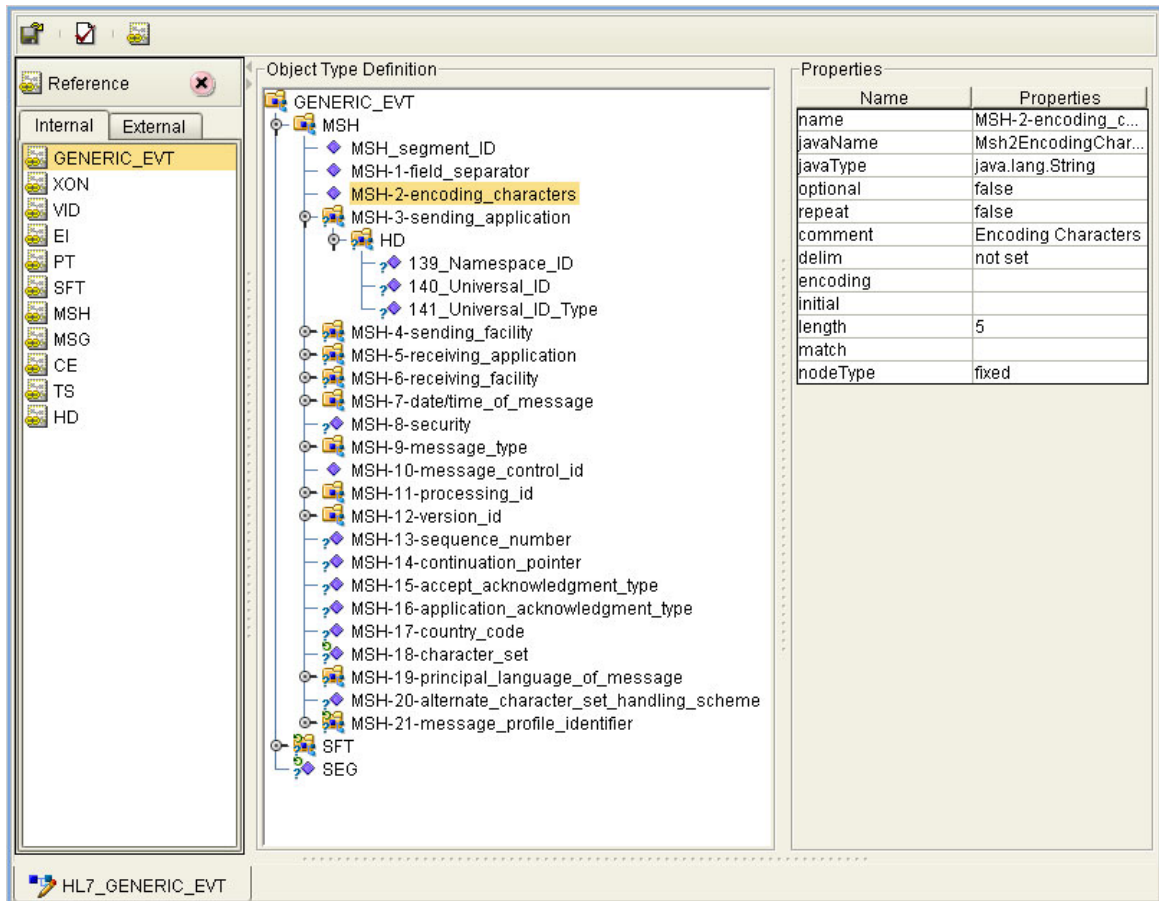 Reference
Internal External
GENERIC_EVT
XON
VID
EI
PT
SFT
MSH
MSG
CE
TS
HD
Object Type Definition
GENERIC_EVT
MSH
MSH_segment_ID
MSH-1-field_separator
MSH-2-encoding_characters
MSH-3-sending_application
HD
139_Namespace_ID
140_Universal_ID
141_Universal_ID_Type
MSH-4-sending_facility
MSH-5-receiving_application
MSH-6-receiving_facility
MSH-7-date/time_of_message
MSH-8-security
MSH-9-message_type
MSH-10-message_control_id
MSH-11-processing_id
MSH-12-version_id
MSH-13-sequence_number
MSH-14-continuation_pointer
MSH-15-accept_acknowledgment_type
MSH-16-application_acknowledgment_type
MSH-17-country_code
MSH-18-character_set
MSH-19-principal_language_of_message
MSH-20-alternate_character_set_handling_scheme
MSH-21-message_profile_identifier
SFT
SEG
Properties
Name Properties
name MSH-2-encoding_c...
javaName Msh2EncodingChar...
javaType java.lang.String
optional false
repeat false
comment Encoding Characters
delim not set
encoding
initial
length 5
match
nodeType fixed
HL7_GENERIC_EVT